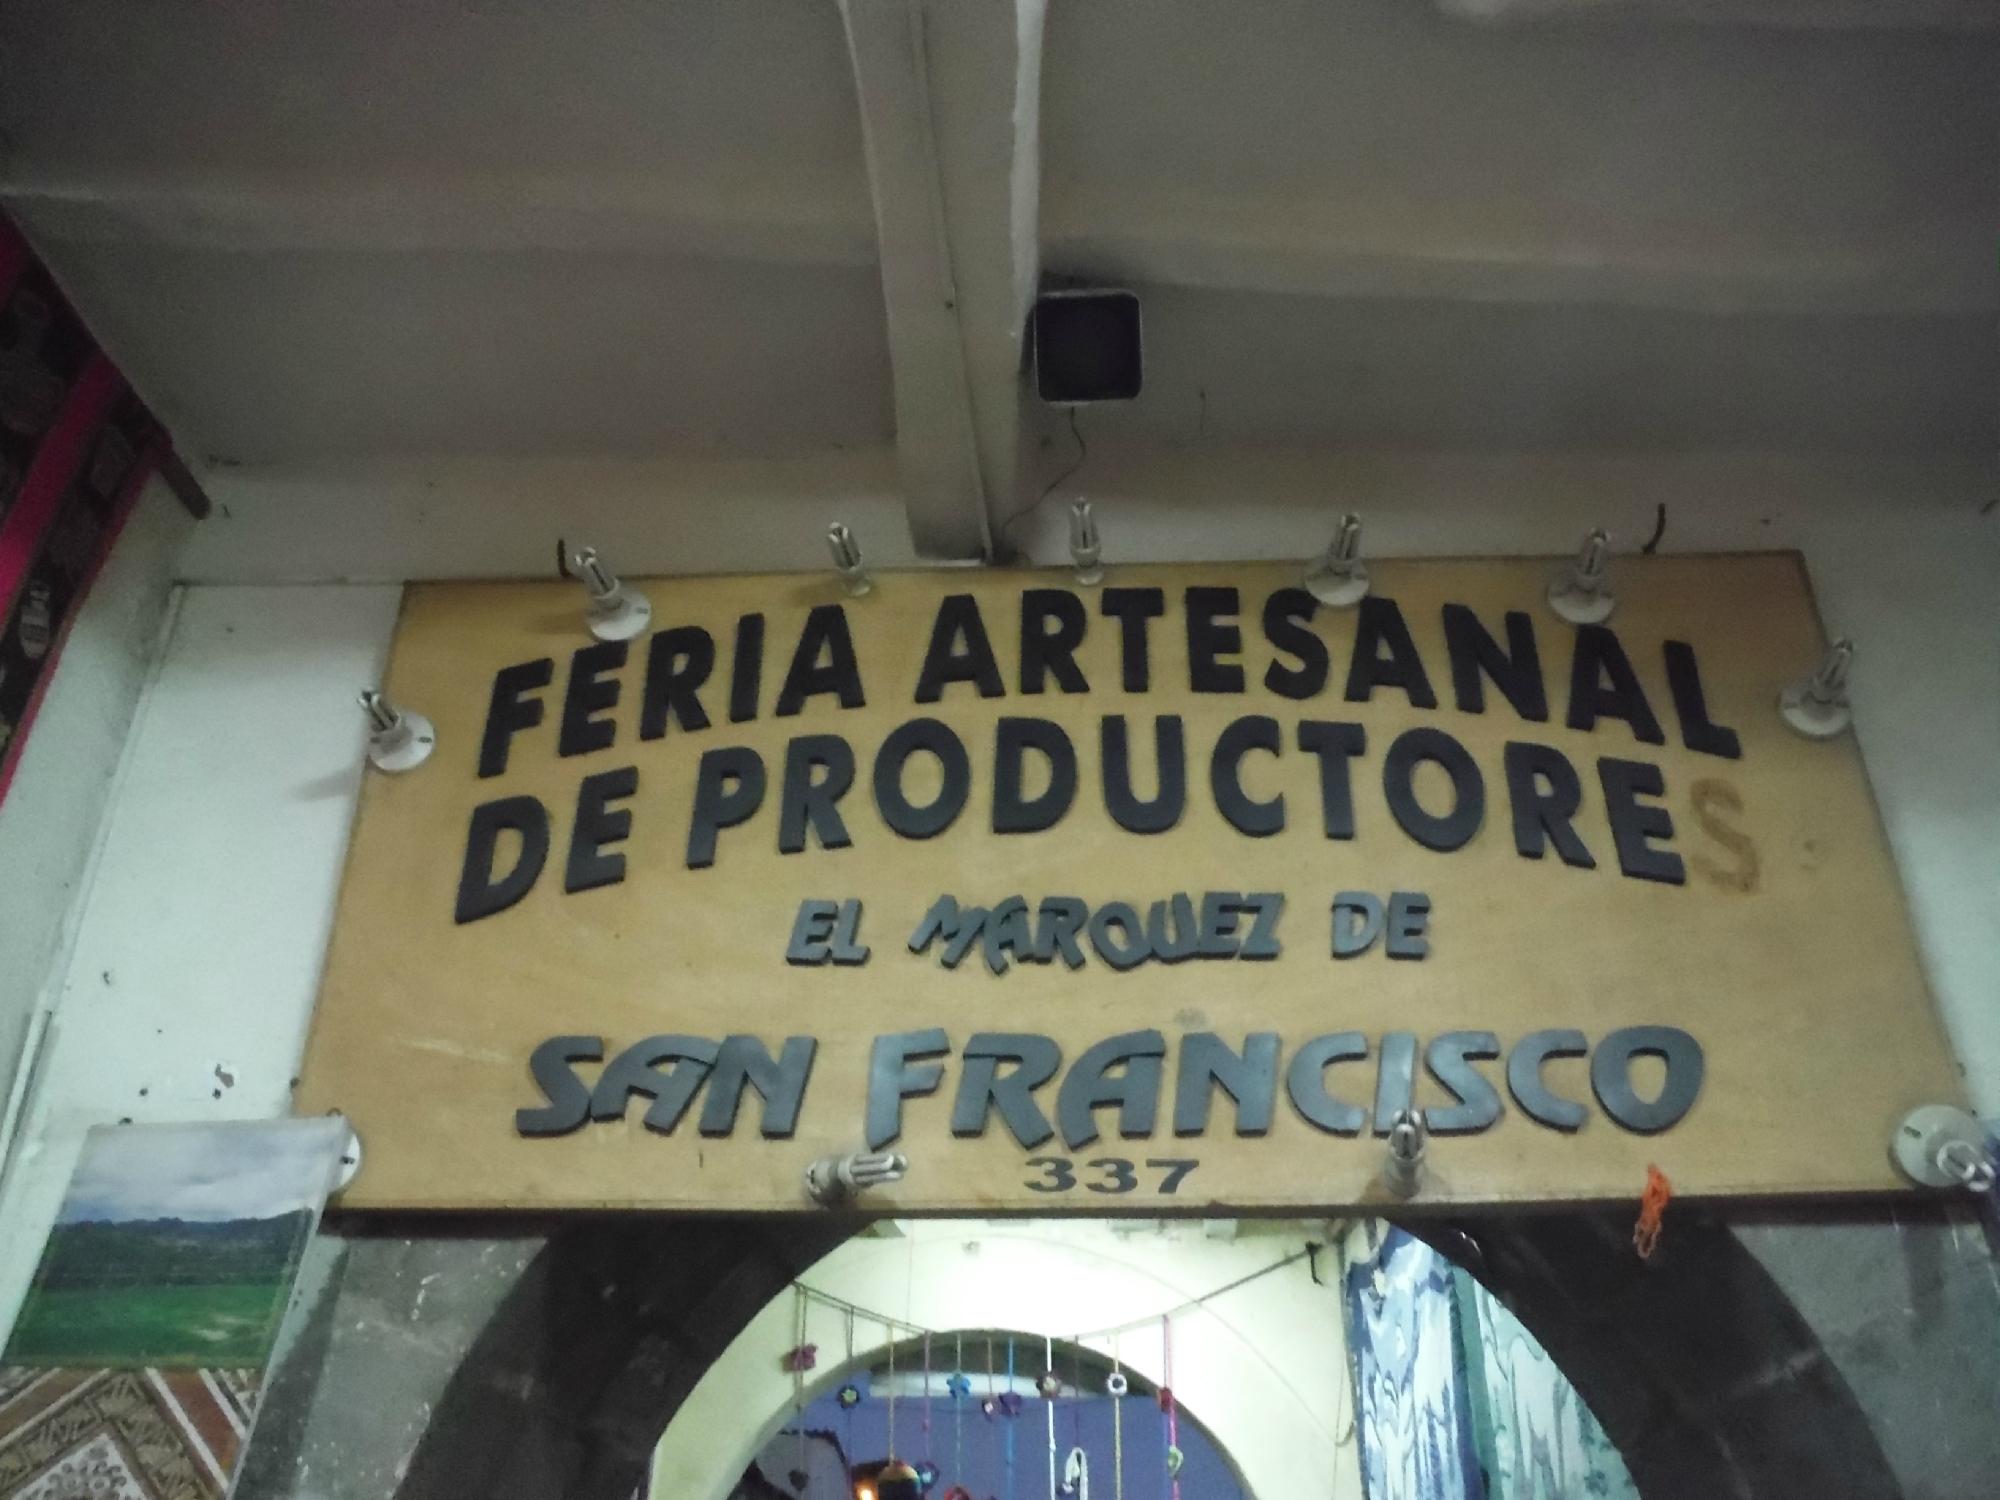 FERIA ARTESANAL
DE PRODUCTORES
EL MARQUEZ DE
SAN FRANCISCO
337